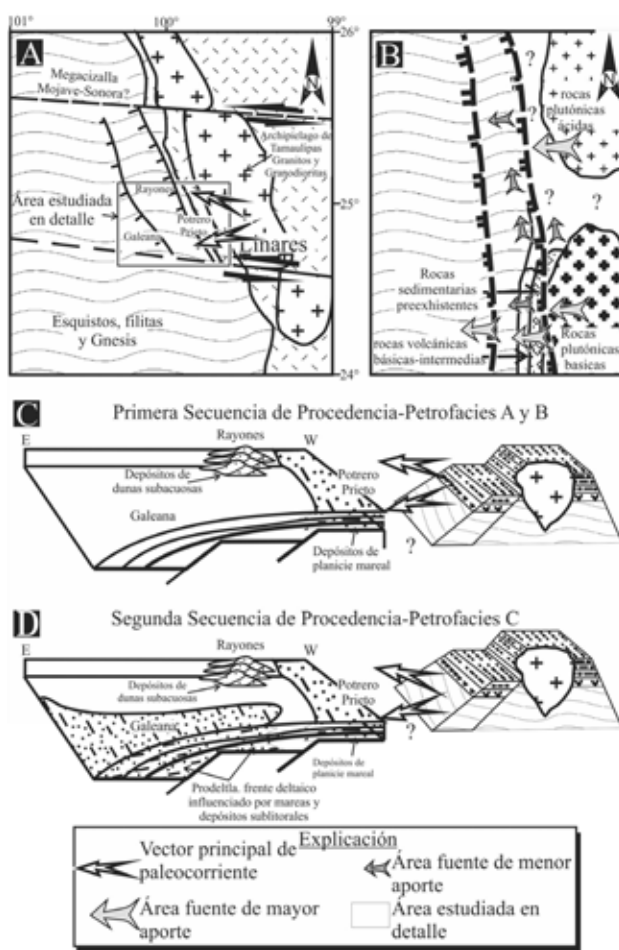 101°
100°
99°
26°
A
N
Megacizalla
Mojave-Sonora?
Archipielago de
Tamaulipas
Granitos y
Granodioritas
Área estudiada
en detalle
Rayones
Potrero
Prieto
Galeana
25°
Linares
Esquistos, filitas
y Gnesis
24°
B
N
?
rocas
plutónicas
ácidas
?
?
?
?
Rocas
sedimentarias
preexistentes
rocas volcánicas
básicas-intermedias
Rocas
plutónicas
basicas
C
Primera Secuencia de Procedencia-Petrofacies A y B
E
Rayones
W
Depósitos de
dunas subacuosas
Potrero
Prieto
Galeana
Depósitos de
planicie mareal
?
D
Segunda Secuencia de Procedencia-Petrofacies C
E
Rayones
W
Depósitos de
dunas subacuosas
Potrero
Prieto
Galeana
?
Depósitos de
planicie mareal
Prodeltla. frente deltaico
influenciado por mareas y
depósitos sublitorales
Explicación
Vector principal de
paleocorriente
Área fuente de menor
aporte
Área fuente de mayor
aporte
Área estudiada en
detalle